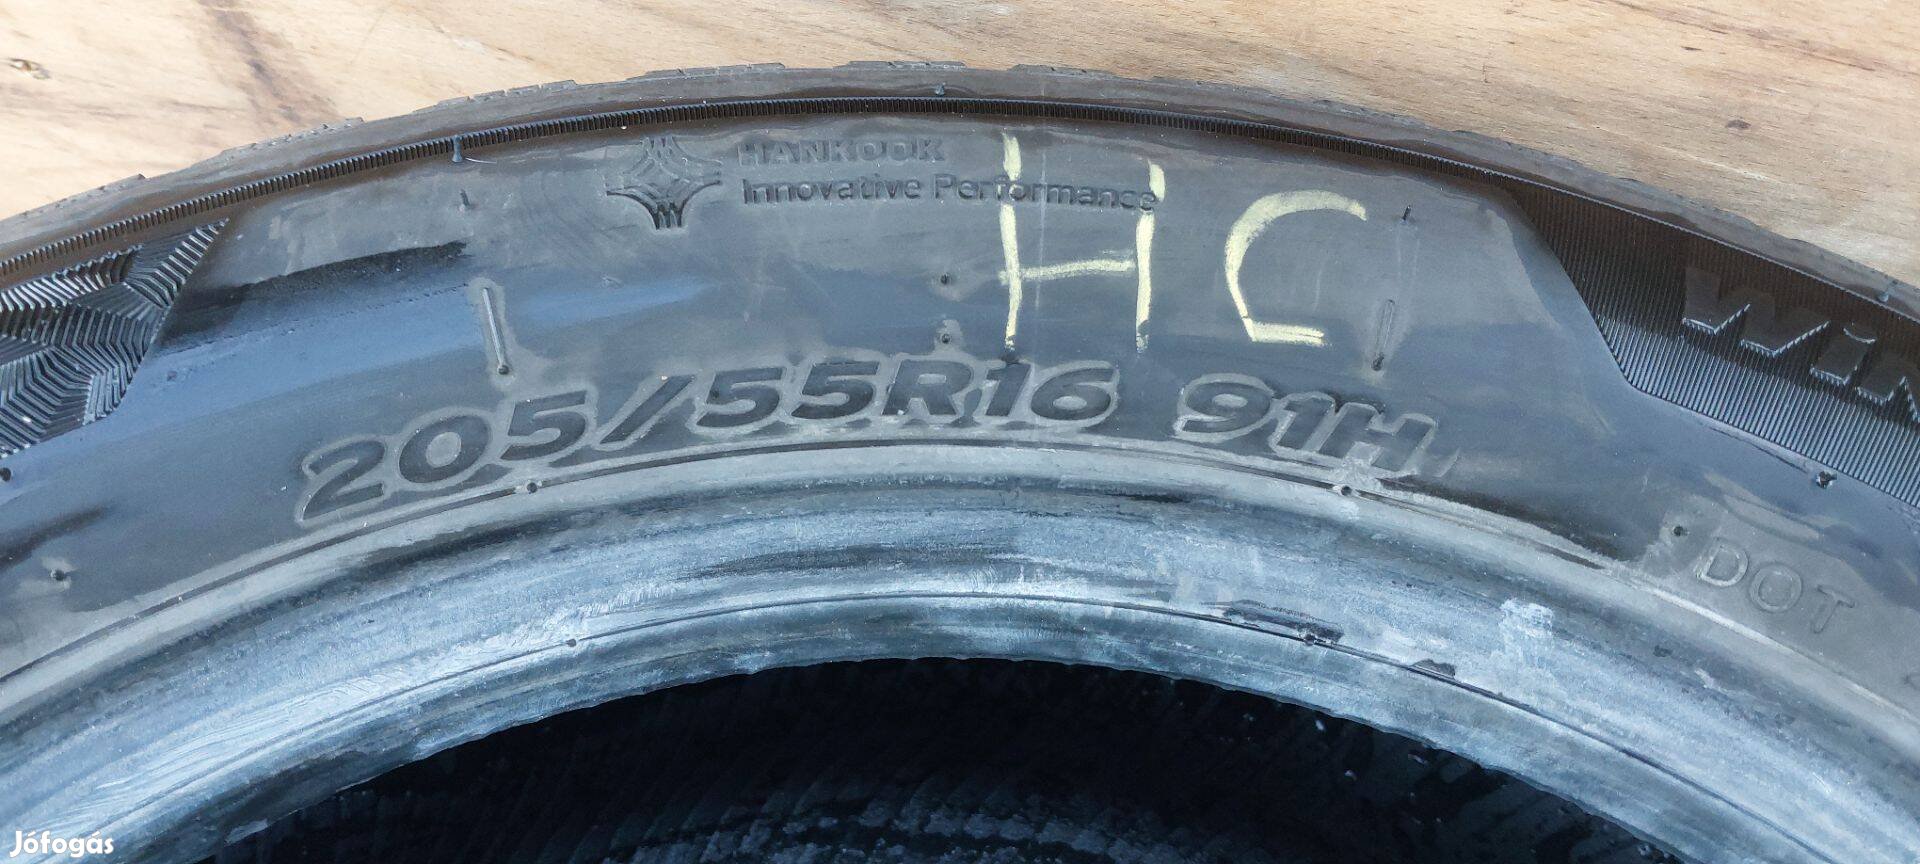 HANKOOK
Innovative Performance
HC
205/55R16 91H
DOT
Jófogás